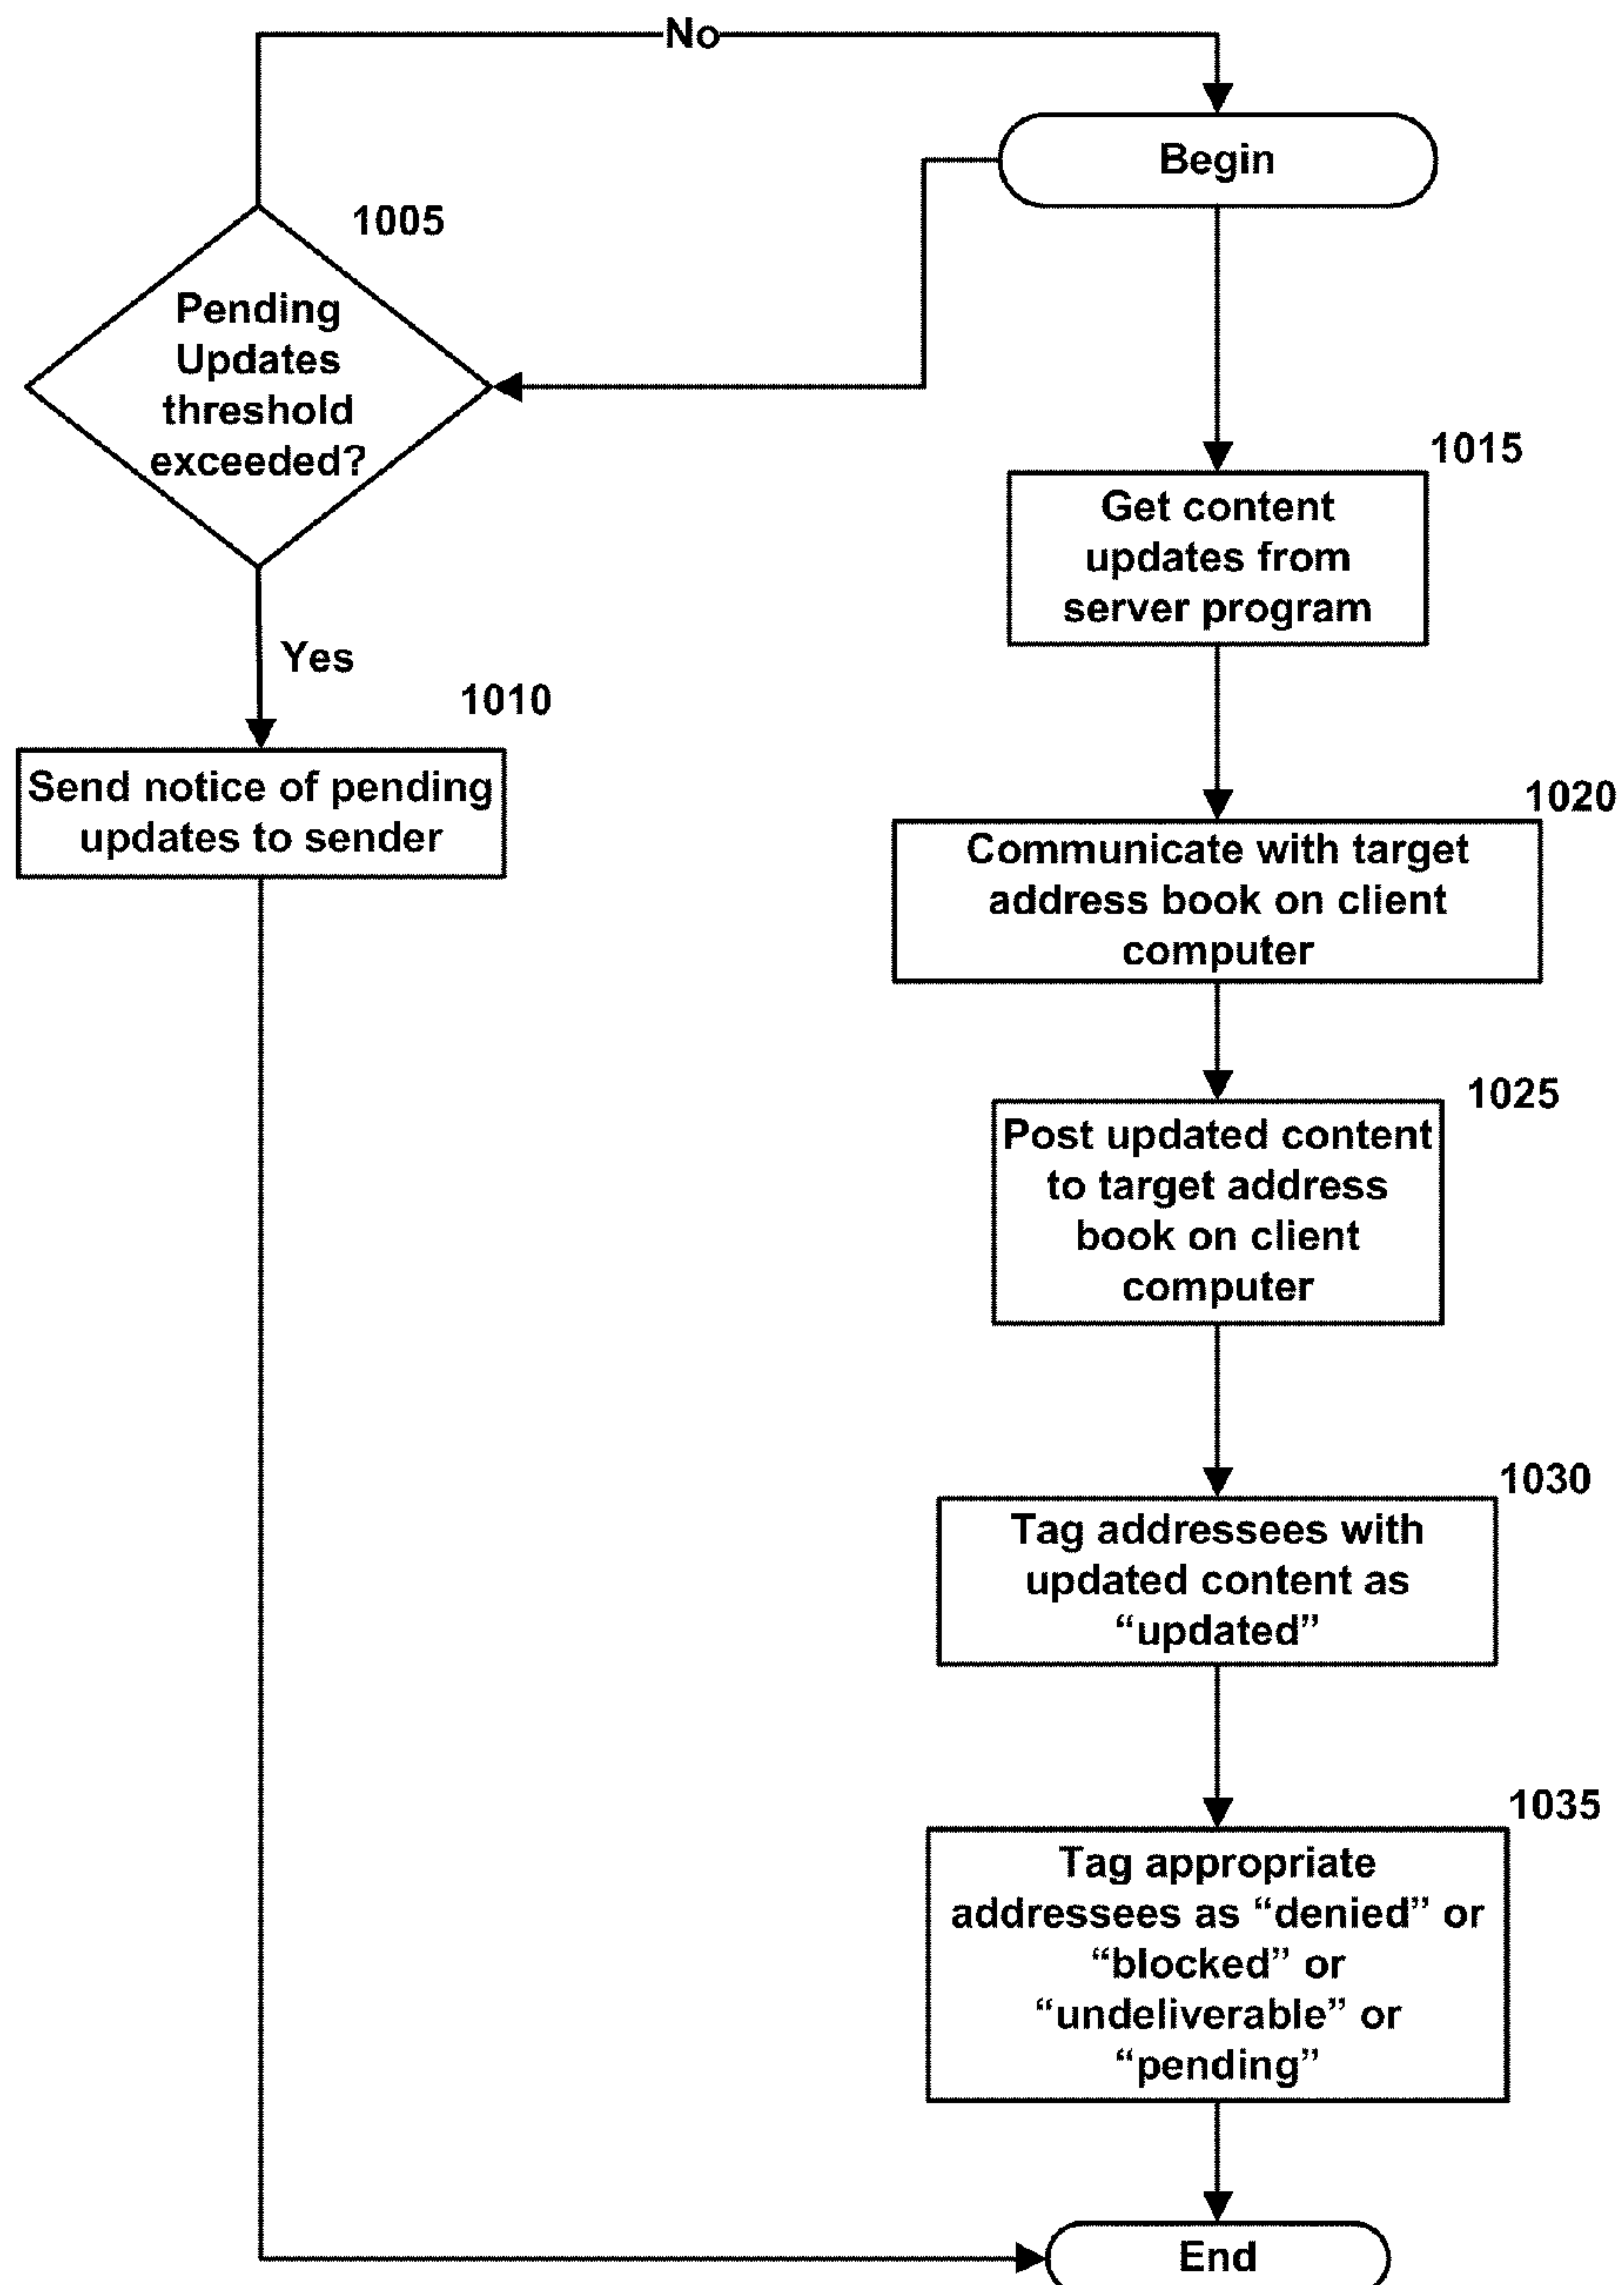 No
Begin
1005
Pending
Updates
threshold
exceeded?
Yes
1010
Send notice of pending
updates to sender
1015
Get content
updates from
server program
1020
Communicate with target
address book on client
computer
1025
Post updated content
to target address
book on client
computer
1030
Tag addressees with
updated content as
“updated”
1035
Tag appropriate
addressees as “denied” or
“blocked” or
“undeliverable” or
“pending”
End